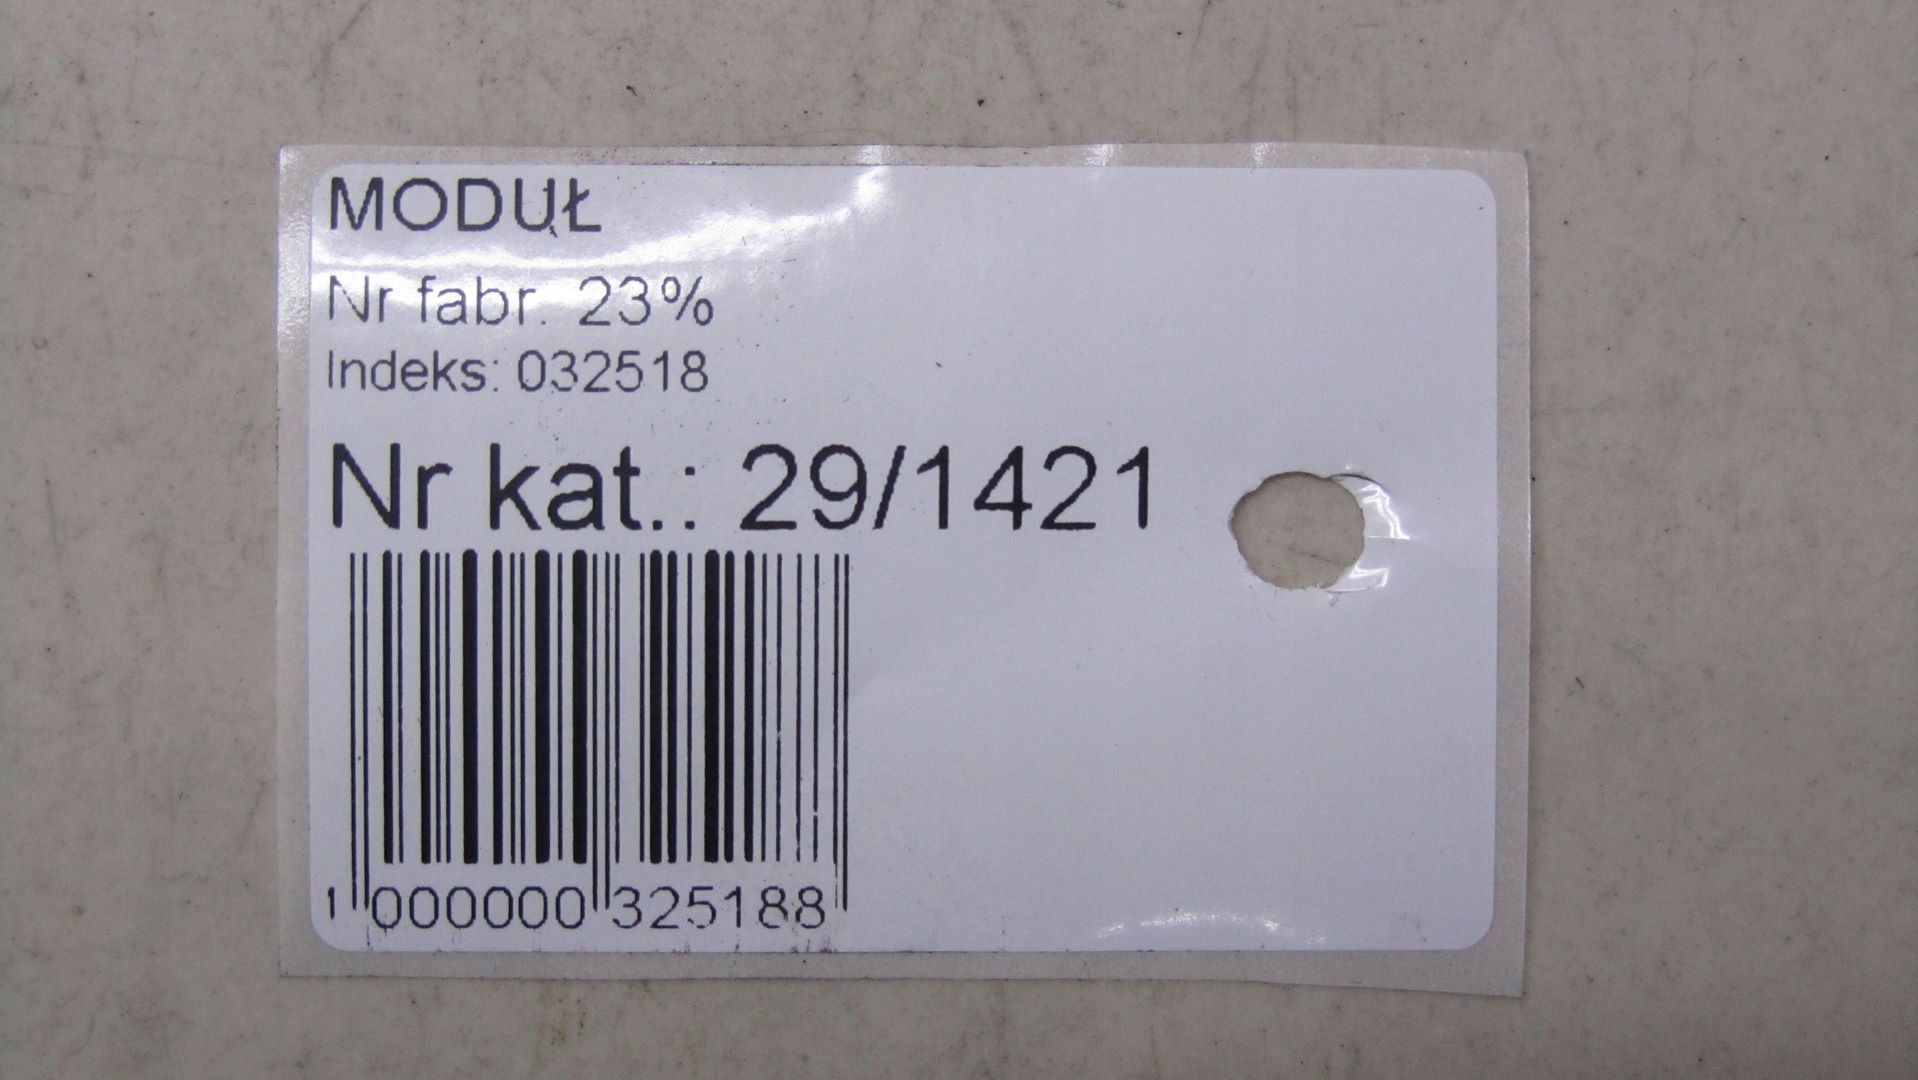 MODUŁ
Nr fabr. 23%
Indeks: 032518
Nr kat.: 29/1421
1 000000 325188